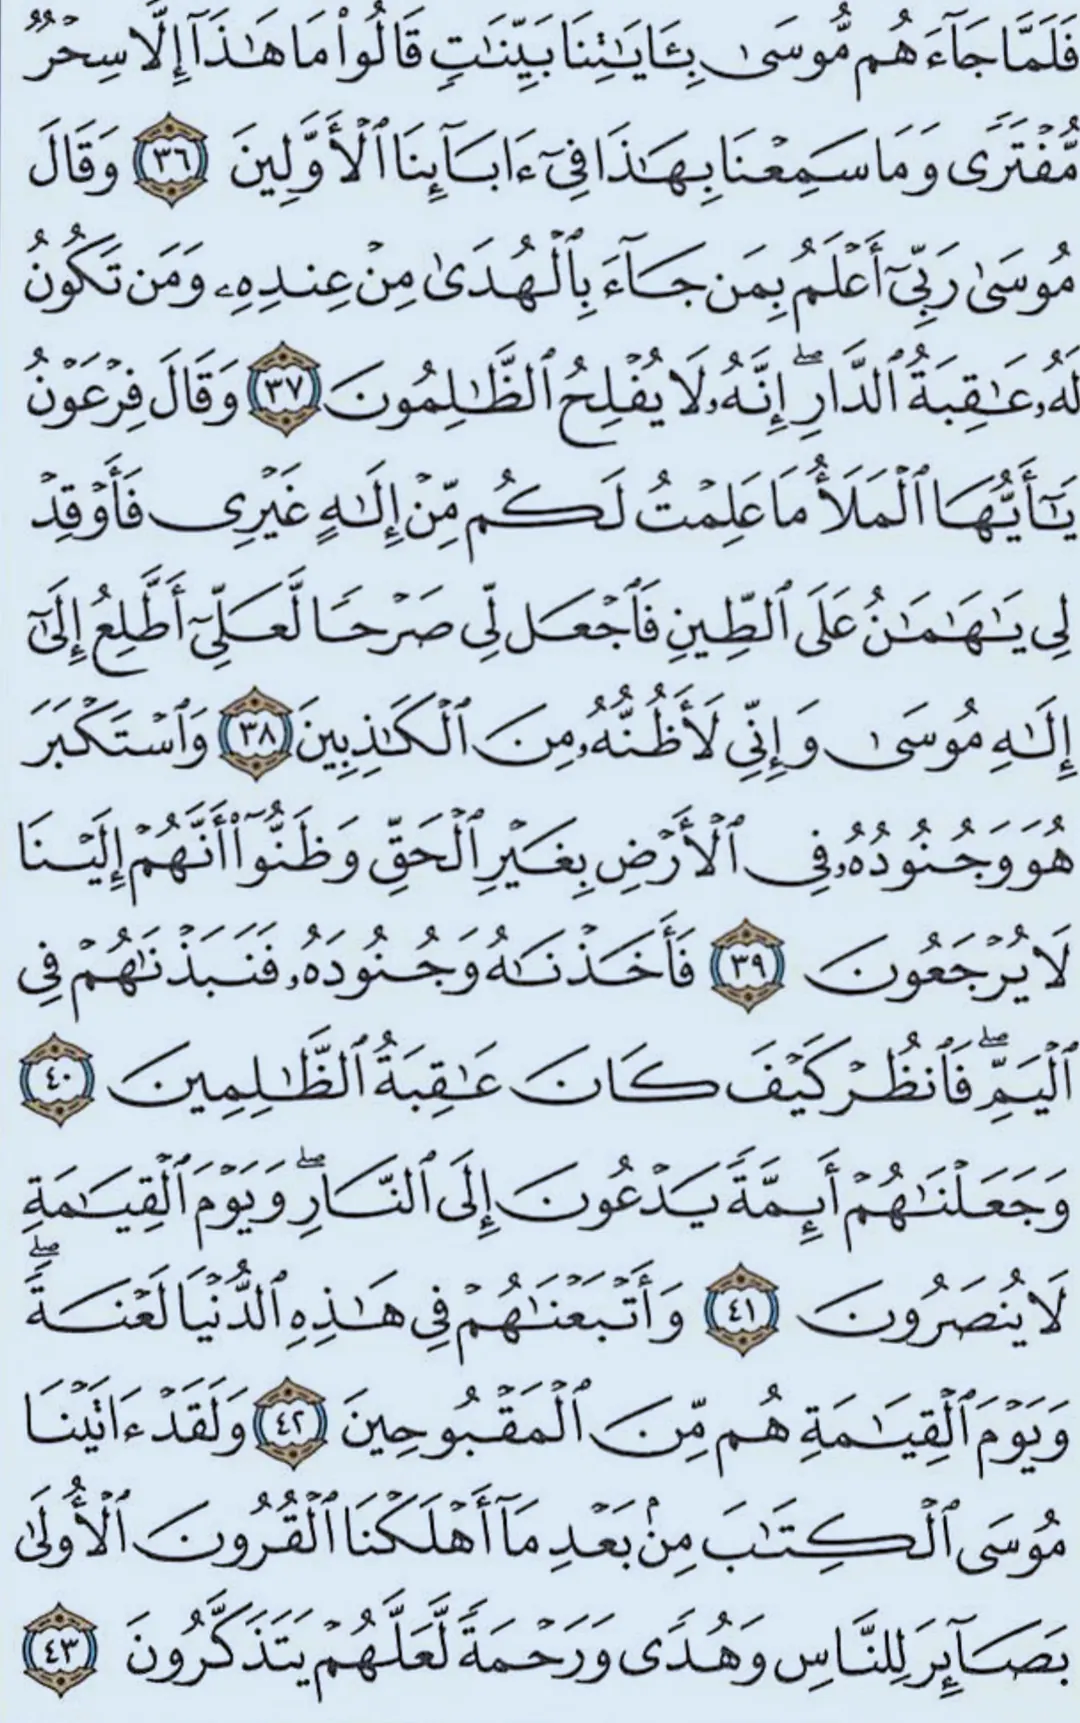 فَلَمَّا جَآءَهُم مُّوسَىٰ بِـَٔايَٰتِنَا بَيِّنَٰتٍ قَالُوا۟ مَا هَٰذَآ إِلَّا سِحْرٌ
مُّفْتَرًى وَمَا سَمِعْنَا بِهَٰذَا فِىٓ ءَابَآئِنَا ٱلْأَوَّلِينَ ٣٦ وَقَالَ
مُوسَىٰ رَبِّىٓ أَعْلَمُ بِمَن جَآءَ بِٱلْهُدَىٰ مِنْ عِندِهِۦ وَمَن تَكُونُ
لَهُۥ عَٰقِبَةُ ٱلدَّارِۖ إِنَّهُۥ لَا يُفْلِحُ ٱلظَّٰلِمُونَ ٣٧ وَقَالَ فِرْعَوْنُ
يَٰٓأَيُّهَا ٱلْمَلَأُ مَا عَلِمْتُ لَكُم مِّنْ إِلَٰهٍ غَيْرِى فَأَوْقِدْ
لِى يَٰهَٰمَٰنُ عَلَى ٱلطِّينِ فَٱجْعَل لِّى صَرْحًا لَّعَلِّىٓ أَطَّلِعُ إِلَىٰٓ
إِلَٰهِ مُوسَىٰ وَإِنِّى لَأَظُنُّهُۥ مِنَ ٱلْكَٰذِبِينَ ٣٨ وَٱسْتَكْبَرَ
هُوَ وَجُنُودُهُۥ فِى ٱلْأَرْضِ بِغَيْرِ ٱلْحَقِّ وَظَنُّوٓا۟ أَنَّهُمْ إِلَيْنَا
لَا يُرْجَعُونَ ٣٩ فَأَخَذْنَٰهُ وَجُنُودَهُۥ فَنَبَذْنَٰهُمْ فِى
ٱلْيَمِّۖ فَٱنظُرْ كَيْفَ كَانَ عَٰقِبَةُ ٱلظَّٰلِمِينَ ٤٠
وَجَعَلْنَٰهُمْ أَئِمَّةً يَدْعُونَ إِلَى ٱلنَّارِۖ وَيَوْمَ ٱلْقِيَٰمَةِ
لَا يُنصَرُونَ ٤١ وَأَتْبَعْنَٰهُمْ فِى هَٰذِهِ ٱلدُّنْيَا لَعْنَةًۖ
وَيَوْمَ ٱلْقِيَٰمَةِ هُم مِّنَ ٱلْمَقْبُوحِينَ ٤٢ وَلَقَدْ ءَاتَيْنَا
مُوسَى ٱلْكِتَٰبَ مِنۢ بَعْدِ مَآ أَهْلَكْنَا ٱلْقُرُونَ ٱلْأُولَىٰ
بَصَآئِرَ لِلنَّاسِ وَهُدًى وَرَحْمَةً لَّعَلَّهُمْ يَتَذَكَّرُونَ ٤٣